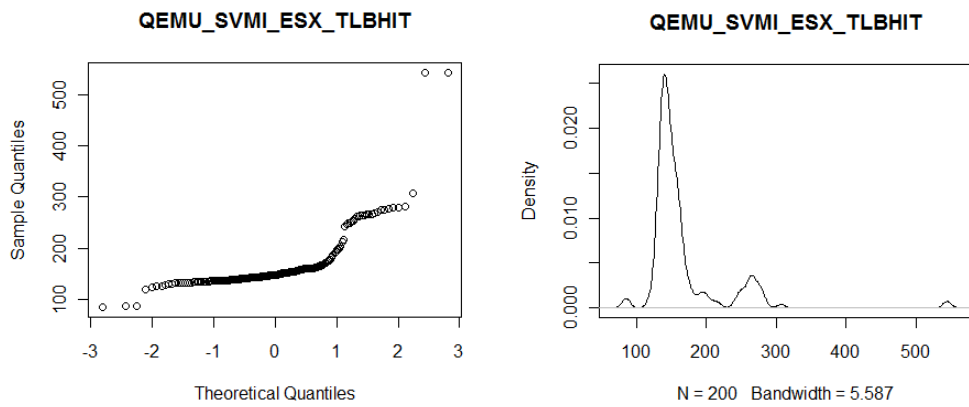 QEMU_SVMI_ESX_TLBHIT
Sample Quantiles
500
400
300
200
100
-3 -2 -1 0 1 2 3
Theoretical Quantiles
QEMU_SVMI_ESX_TLBHIT
Density
0.020
0.010
0.000
100 200 300 400 500
N = 200 Bandwidth = 5.587